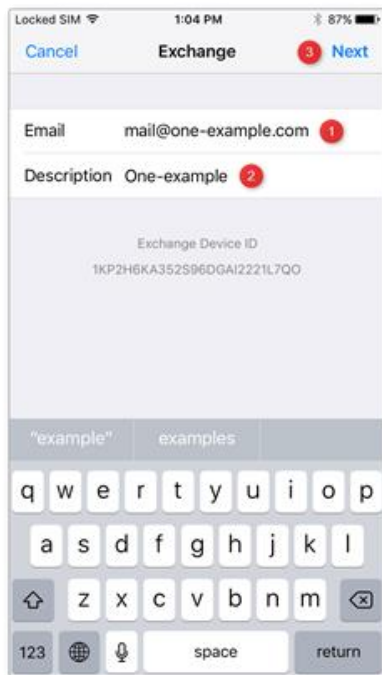 Locked SIM 1:04 PM 87%
Cancel Exchange 3 Next
Email mail@one-example.com 1
Description One-example 2
Exchange Device ID
1KP2H6KA352S96DGAI2221L7QO
"example" examples
q w e r t y u i o p
a s d f g h j k l
z x c v b n m
123 space return